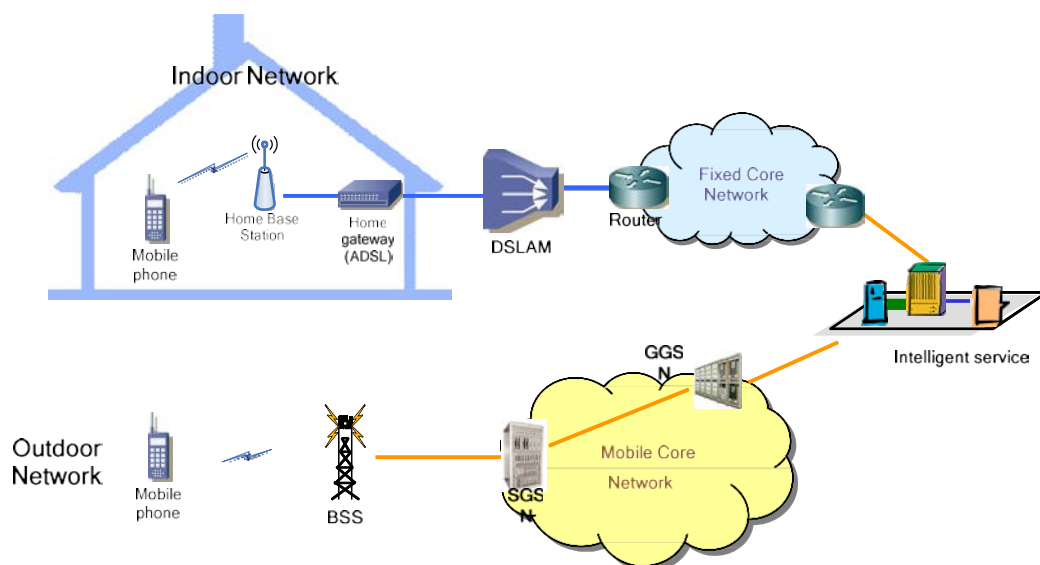 Indoor Network
Home Base
Station
Home
gateway
(ADSL)
Mobile
phone
DSLAM
Router
Fixed Core
Network
Intelligent service
GGS
N
Outdoor
Network
Mobile
phone
BSS
SGS
N
Mobile Core
Network